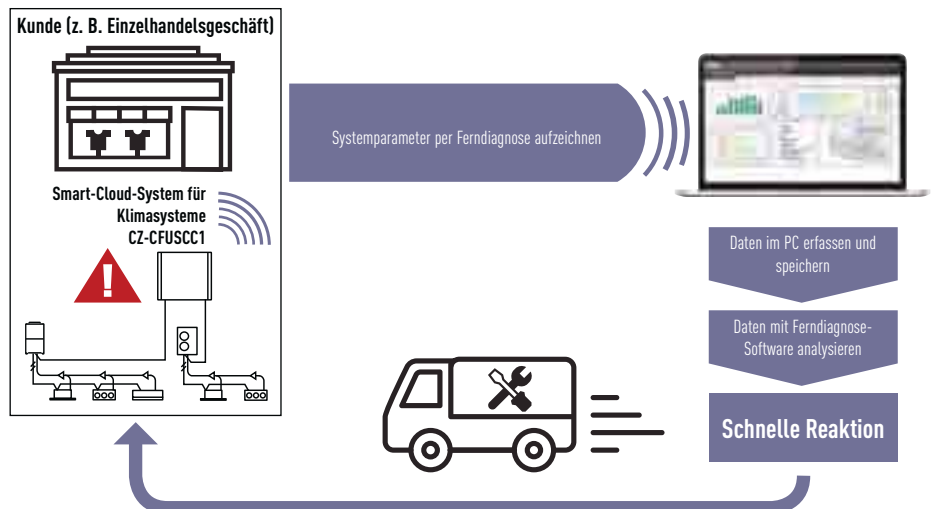 Kunde (z. B. Einzelhandelsgeschäft)
Smart-Cloud-System für
Klimasysteme
CZ-CFUSCC1
Systemparameter per Ferndiagnose aufzeichnen
Daten im PC erfassen und
speichern
Daten mit Ferndiagnose-
Software analysieren
Schnelle Reaktion